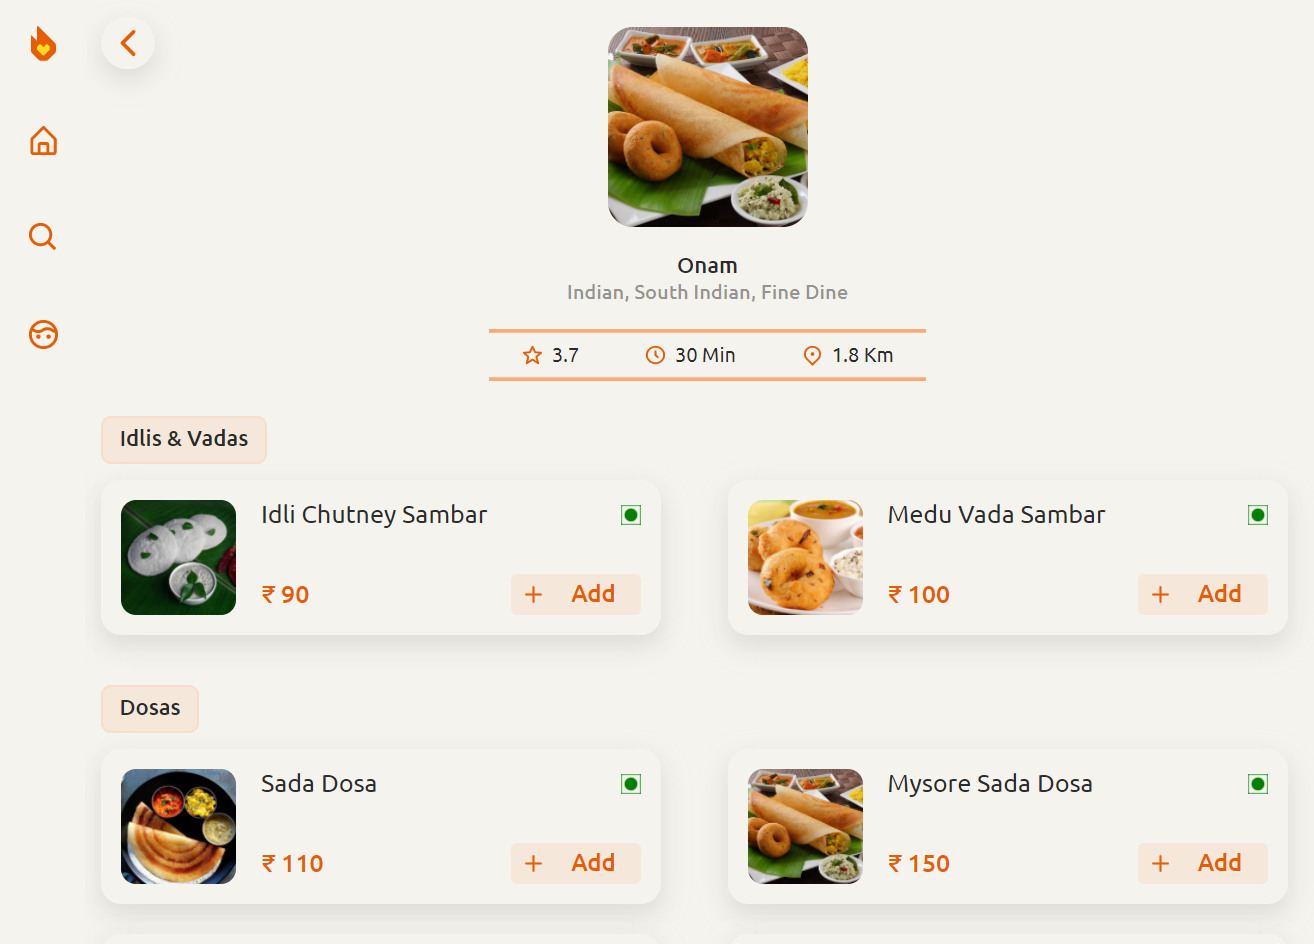 Onam
Indian, South Indian, Fine Dine
3.7 30 Min 1.8 Km
Idlis & Vadas
Idli Chutney Sambar
₹ 90
+ Add
Medu Vada Sambar
₹ 100
+ Add
Dosas
Sada Dosa
₹ 110
+ Add
Mysore Sada Dosa
₹ 150
+ Add